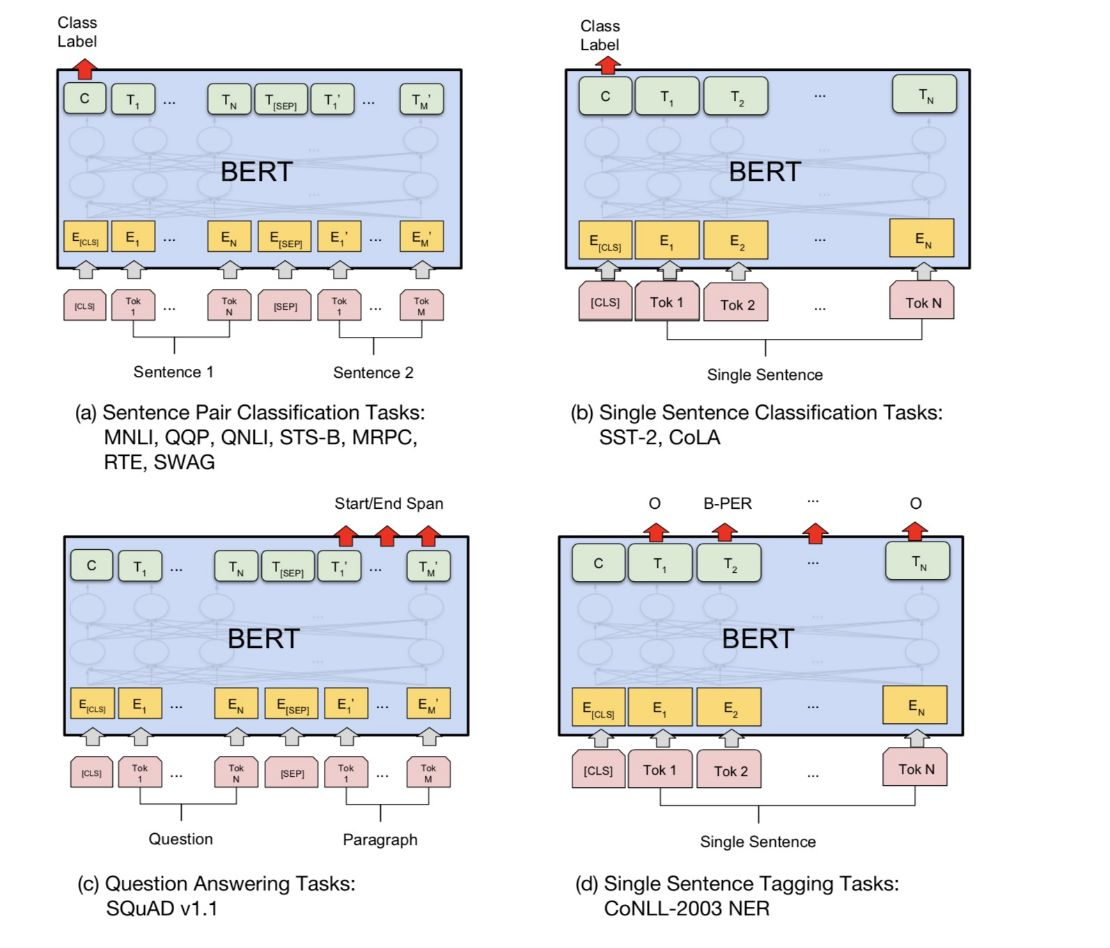 Class
Label
C T1 ... TN T[SEP] T1' ... TM'
...
BERT
...
E[CLS] E1 ... EN E[SEP] E1' ... EM'
[CLS] Tok 1 ... Tok N [SEP] Tok 1 ... Tok M
Sentence 1 Sentence 2
(a) Sentence Pair Classification Tasks:
MNLI, QQP, QNLI, STS-B, MRPC,
RTE, SWAG
Class
Label
C T1 T2 ... TN
...
BERT
...
E[CLS] E1 E2 ... EN
[CLS] Tok 1 Tok 2 ... Tok N
Single Sentence
(b) Single Sentence Classification Tasks:
SST-2, CoLA
Start/End Span
C T1 ... TN T[SEP] T1' ... TM'
...
BERT
...
E[CLS] E1 ... EN E[SEP] E1' ... EM'
[CLS] Tok 1 ... Tok N [SEP] Tok 1 ... Tok M
Question Paragraph
(c) Question Answering Tasks:
SQuAD v1.1
O B-PER ... O
C T1 T2 ... TN
...
BERT
...
E[CLS] E1 E2 ... EN
[CLS] Tok 1 Tok 2 ... Tok N
Single Sentence
(d) Single Sentence Tagging Tasks:
CoNLL-2003 NER